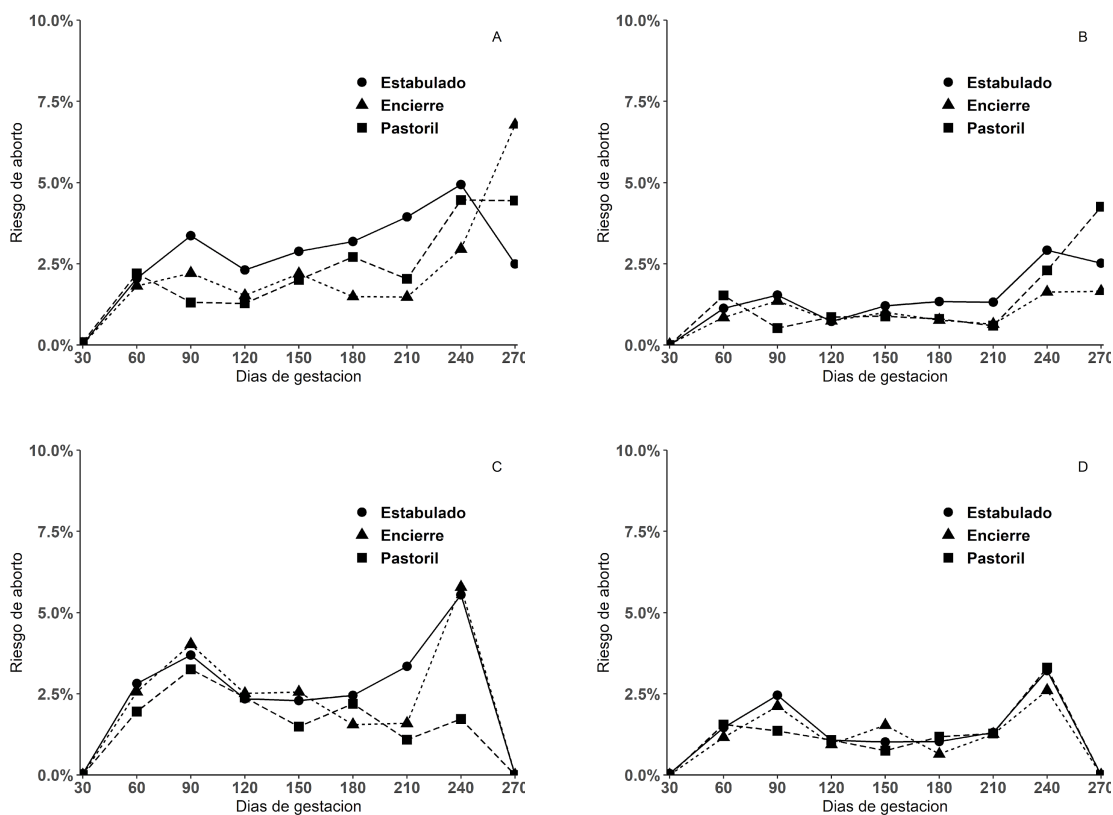 10.0%
A
7.5%
Estabulado
Encierre
Pastoril
Riesgo de aborto
5.0%
2.5%
0.0%
30 60 90 120 150 180 210 240 270
Dias de gestacion
10.0%
B
7.5%
Estabulado
Encierre
Pastoril
Riesgo de aborto
5.0%
2.5%
0.0%
30 60 90 120 150 180 210 240 270
Dias de gestacion
10.0%
C
7.5%
Estabulado
Encierre
Pastoril
Riesgo de aborto
5.0%
2.5%
0.0%
30 60 90 120 150 180 210 240 270
Dias de gestacion
10.0%
D
7.5%
Estabulado
Encierre
Pastoril
Riesgo de aborto
5.0%
2.5%
0.0%
30 60 90 120 150 180 210 240 270
Dias de gestacion